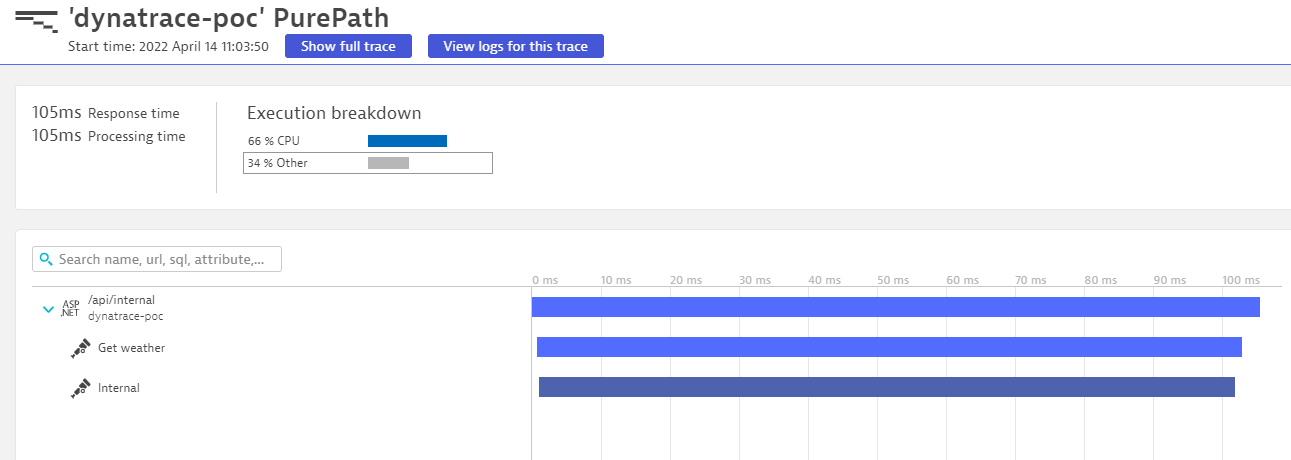 'dynatrace-poc' PurePath
Start time: 2022 April 14 11:03:50 Show full trace View logs for this trace
105ms Response time
105ms Processing time
Execution breakdown
66 % CPU
34 % Other
Search name, url, sql, attribute,...
0 ms 10 ms 20 ms 30 ms 40 ms 50 ms 60 ms 70 ms 80 ms 90 ms 100 ms
ASP
.NET
/api/internal
dynatrace-poc
Get weather
Internal